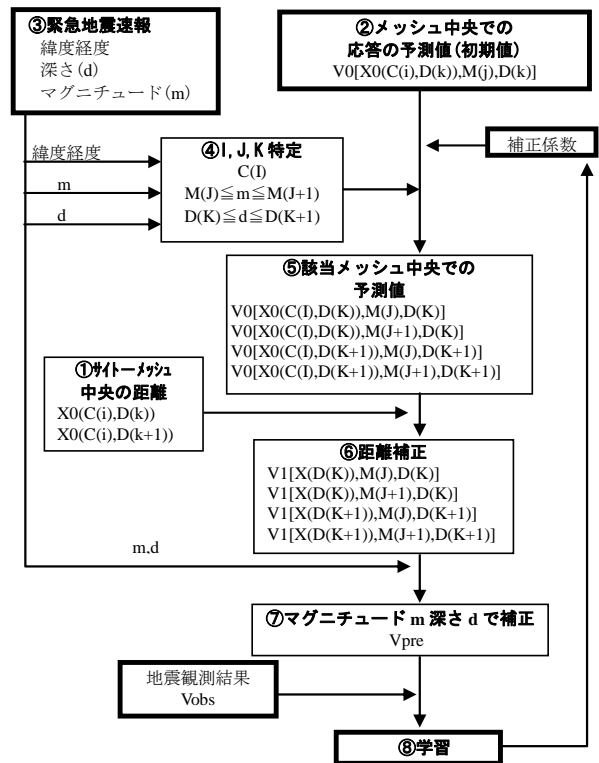 ③緊急地震速報
緯度経度
深さ(d)
マグニチュード(m)
②メッシュ中央での
応答の予測値(初期値)
V0[X0(C(i),D(k)),M(j),D(k)]
補正係数
緯度経度
m
d
④I, J, K 特定
C(I)
M(J)≦m≦M(J+1)
D(K)≦d≦D(K+1)
⑤該当メッシュ中央での
予測値
V0[X0(C(I,D(K)),M(J),D(K)]
V0[X0(C(I,D(K)),M(J+1),D(K)]
V0[X0(C(I,D(K+1)),M(J),D(K+1)]
V0[X0(C(I),D(K+1)),M(J+1),D(K+1)]
①サイトーメッシュ
中央の距離
X0(C(i),D(k))
X0(C(i),D(k+1))
⑥距離補正
V1[X(D(K)),M(J),D(K)]
V1[X(D(K)),M(J+1),D(K)]
V1[X(D(K+1)),M(J),D(K+1)]
V1[X(D(K+1)),M(J+1),D(K+1)]
m,d
⑦マグニチュード m 深さ d で補正
Vpre
地震観測結果
Vobs
⑧学習